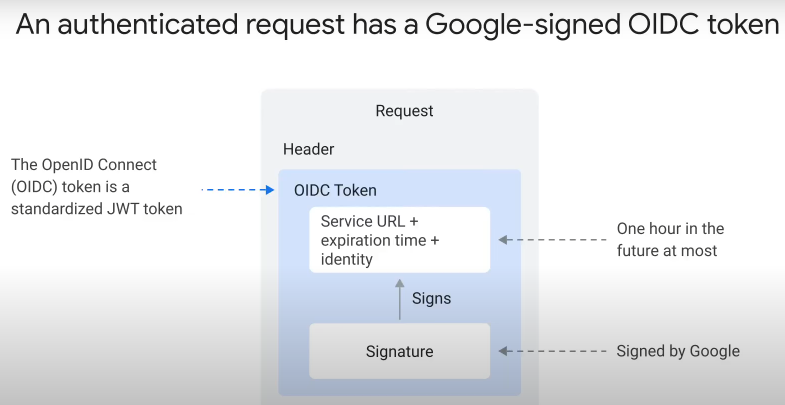 An authenticated request has a Google-signed OIDC token
Request
Header
The OpenID Connect
(OIDC) token is a
standardized JWT token
OIDC Token
Service URL +
expiration time +
identity
One hour in the
future at most
Signs
Signature
Signed by Google